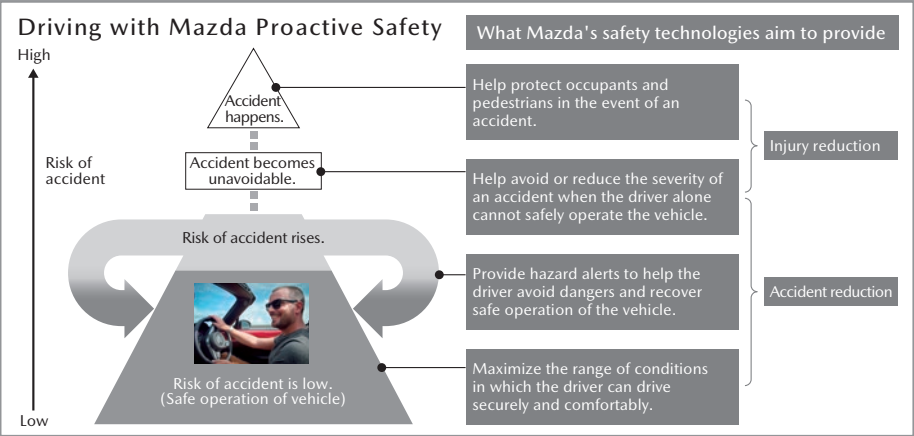 Driving with Mazda Proactive Safety
What Mazda's safety technologies aim to provide
High
Risk of
accident
Low
Accident
happens.
Accident becomes
unavoidable.
Risk of accident rises.
Risk of accident is low.
(Safe operation of vehicle)
Help protect occupants and
pedestrians in the event of an
accident.
Help avoid or reduce the severity of
an accident when the driver alone
cannot safely operate the vehicle.
Provide hazard alerts to help the
driver avoid dangers and recover
safe operation of the vehicle.
Maximize the range of conditions
in which the driver can drive
securely and comfortably.
Injury reduction
Accident reduction